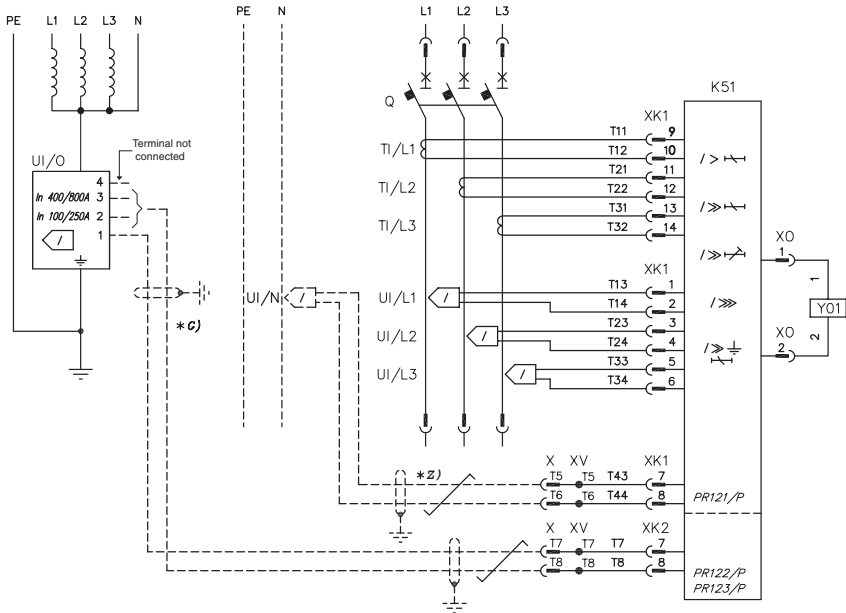 PE L1 L2 L3 N
PE N
L1 L2 L3
K51
Q
XK1
Terminal not
connected
UI/O
4
In 400/800A 3
In 100/250A 2
1
/
TI/L1
T11 9
T12 10
/>
TI/L2
T21 11
T22 12
/≫
TI/L3
T31 13
T32 14
/≫
XO
1
1
Y01
2
XO
2
XK1
UI/N /
UI/L1 /
T13 1
T14 2
/⋙
UI/L2 /
T23 3
T24 4
/≫
UI/L3 /
T33 5
T34 6
*G)
*Z)
X XV XK1
T5 T5 T43 7
T6 T6 T44 8
PR121/P
X XV XK2
T7 T7 T7 7
T8 T8 T8 8
PR122/P
PR123/P